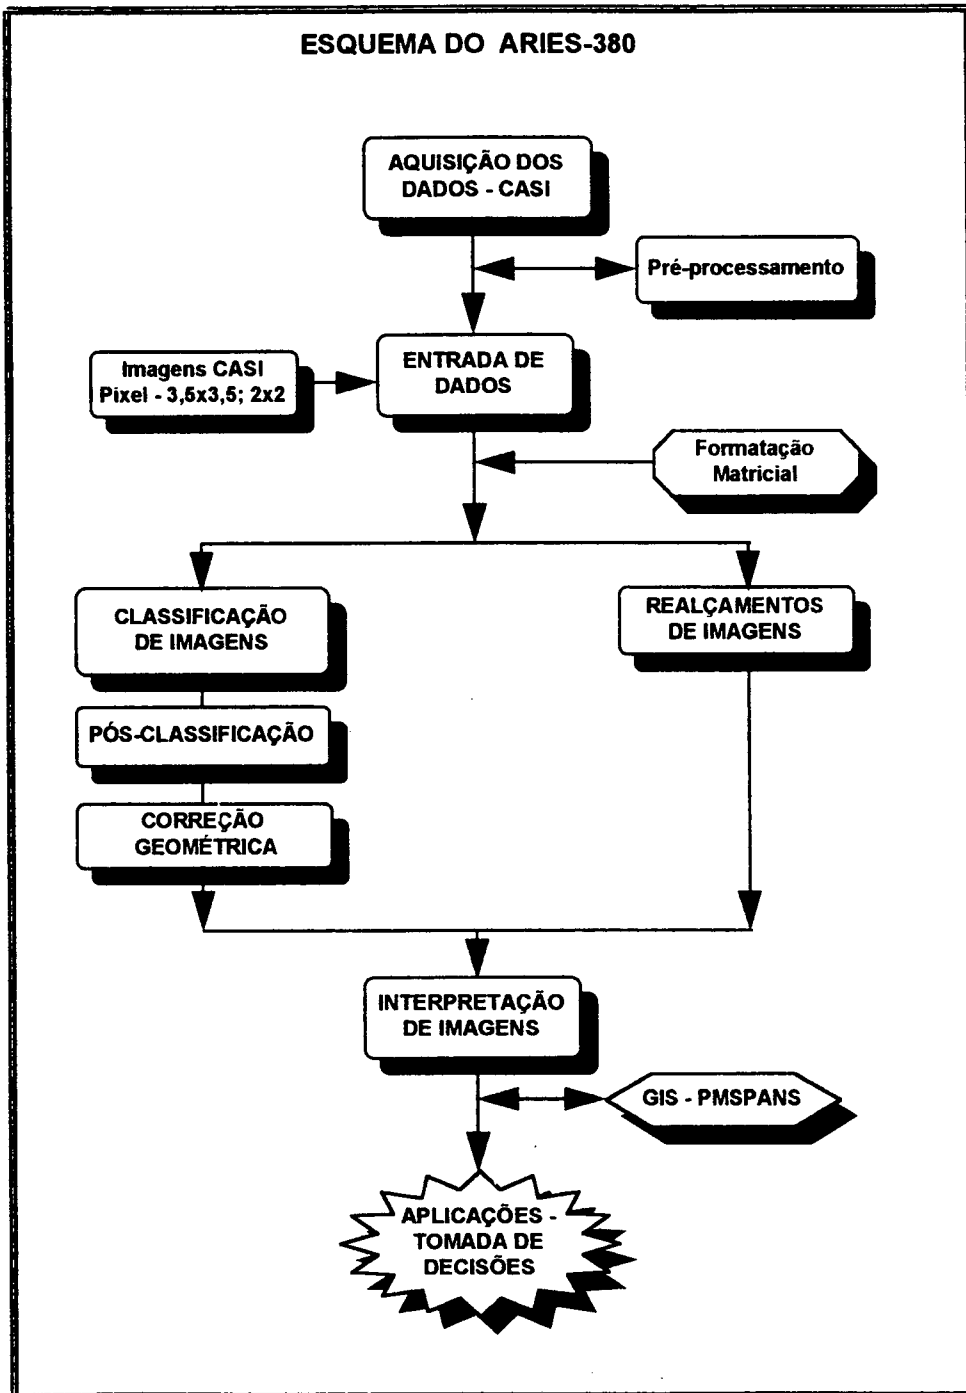 ESQUEMA DO ARIES-380
AQUISIÇÃO DOS
DADOS - CASI
Pré-processamento
ENTRADA DE
DADOS
Imagens CASI
Pixel - 3,5x3,5; 2x2
Formatação
Matricial
CLASSIFICAÇÃO
DE IMAGENS
REALÇAMENTOS
DE IMAGENS
PÓS-CLASSIFICAÇÃO
CORREÇÃO
GEOMÉTRICA
INTERPRETAÇÃO
DE IMAGENS
GIS - PMSPANS
APLICAÇÕES -
TOMADA DE
DECISÕES